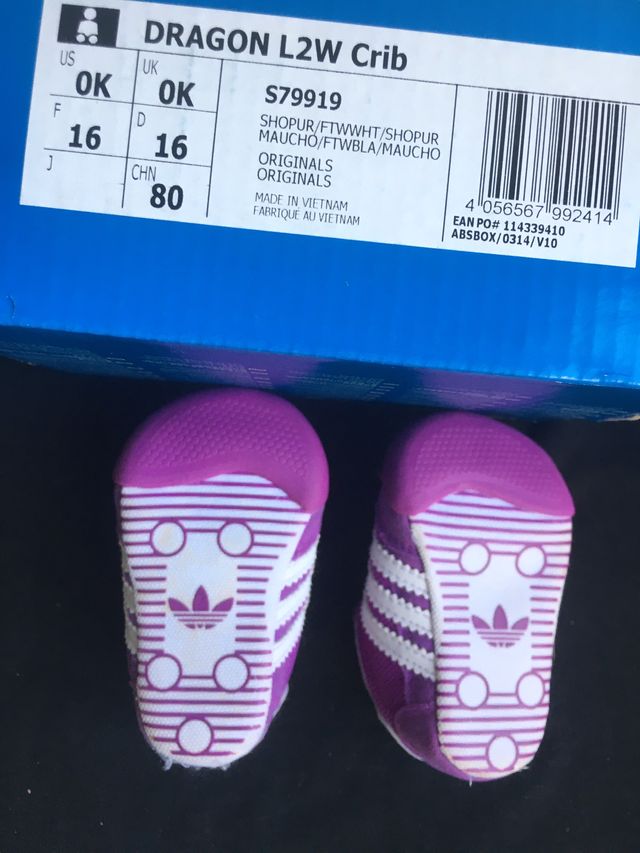 DRAGON L2W Crib
US
0K
UK
0K
F
16
D
16
J
CHN
80
S79919
SHOPUR/FTWWHT/SHOPUR
MAUCHO/FTWBLA/MAUCHO
ORIGINALS
ORIGINALS
MADE IN VIETNAM
FABRIQUE AU VIETNAM
4 056567 992414
EAN PO# 114339410
ABSBOX/0314/V10